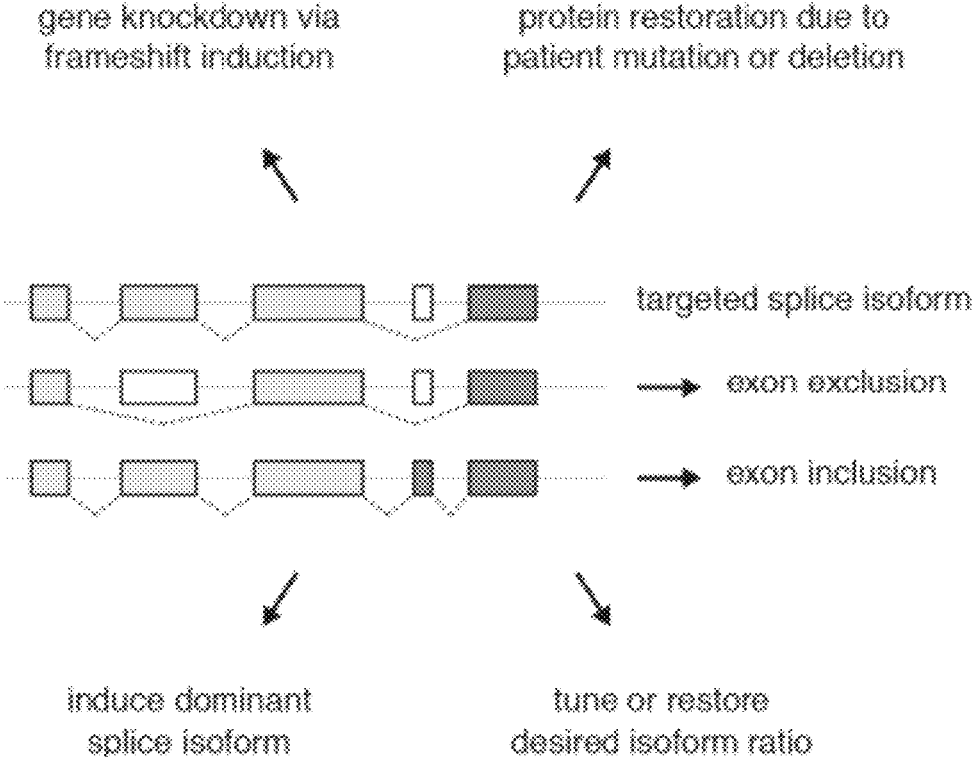 gene knockdown via
frameshift induction
protein restoration due to
patient mutation or deletion
targeted splice isoform
exon exclusion
exon inclusion
induce dominant
splice isoform
tune or restore
desired isoform ratio